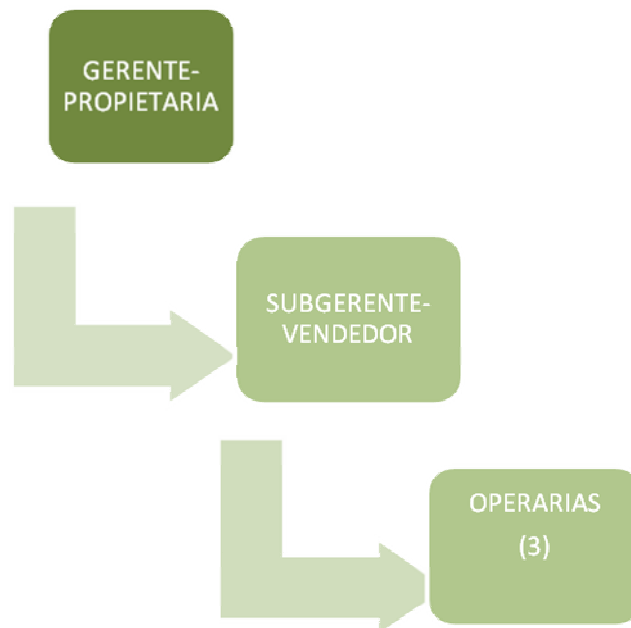 GERENTE-
PROPIETARIA
SUBGERENTE-
VENDEDOR
OPERARIAS
(3)